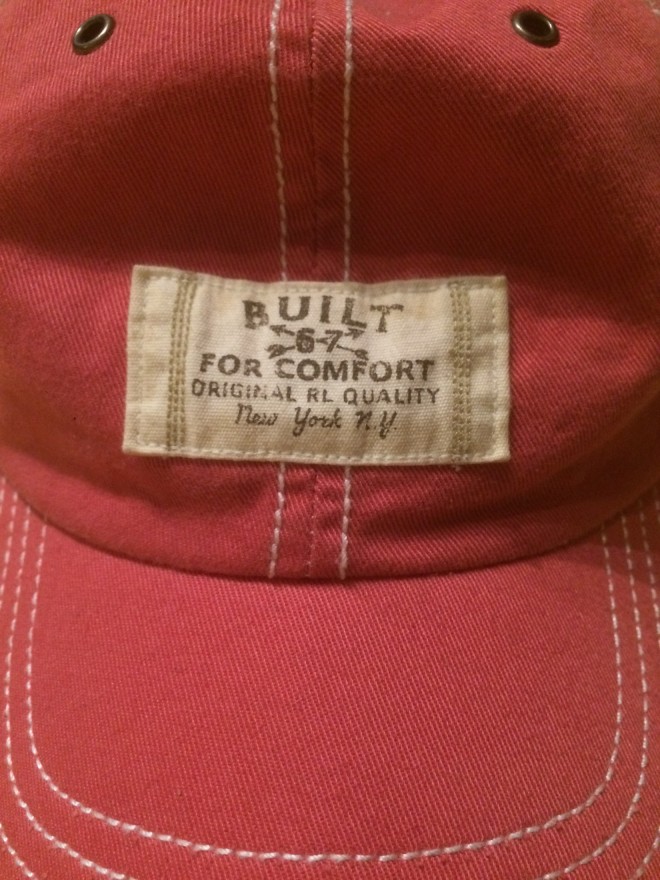 BUILT
67
FOR COMFORT
ORIGINAL RL QUALITY
New York N.Y.